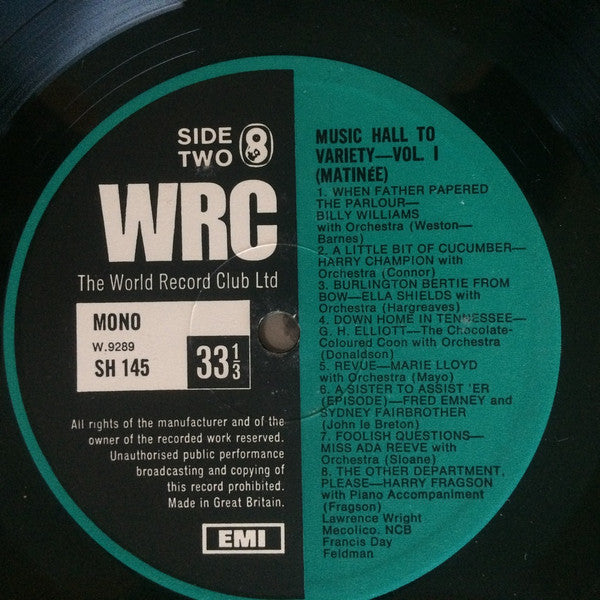 SIDE
TWO 8
WRC
The World Record Club Ltd
MONO
W.9289
SH 145
33 1/3
All rights of the manufacturer and of the
owner of the recorded work reserved.
Unauthorised public performance
broadcasting and copying of
this record prohibited.
Made in Great Britain.
EMI
MUSIC HALL TO
VARIETY—VOL. I
(MATINéE)
1. WHEN FATHER PAPERED
THE PARLOUR—
BILLY WILLIAMS
with Orchestra (Weston—
Barnes)
2. A LITTLE BIT OF CUCUMBER—
HARRY CHAMPION with
Orchestra (Connor)
3. BURLINGTON BERTIE FROM
BOW—ELLA SHIELDS with
Orchestra (Hargreaves)
4. DOWN HOME IN TENNESSEE—
G. H. ELLIOTT—The Chocolate-
Coloured Coon with Orchestra
(Donaldson)
5. REVUE—MARIE LLOYD
with Orchestra (Mayo)
6. A SISTER TO ASSIST 'ER
(EPISODE)—FRED EMNEY and
SYDNEY FAIRBROTHER
(John le Breton)
7. FOOLISH QUESTIONS—
MISS ADA REEVE with
Orchestra (Sloane)
8. THE OTHER DEPARTMENT,
PLEASE—HARRY FRAGSON
with Piano Accompaniment
(Fragson)
Lawrence Wright
Mecolico. NCB
Francis Day
Feldman